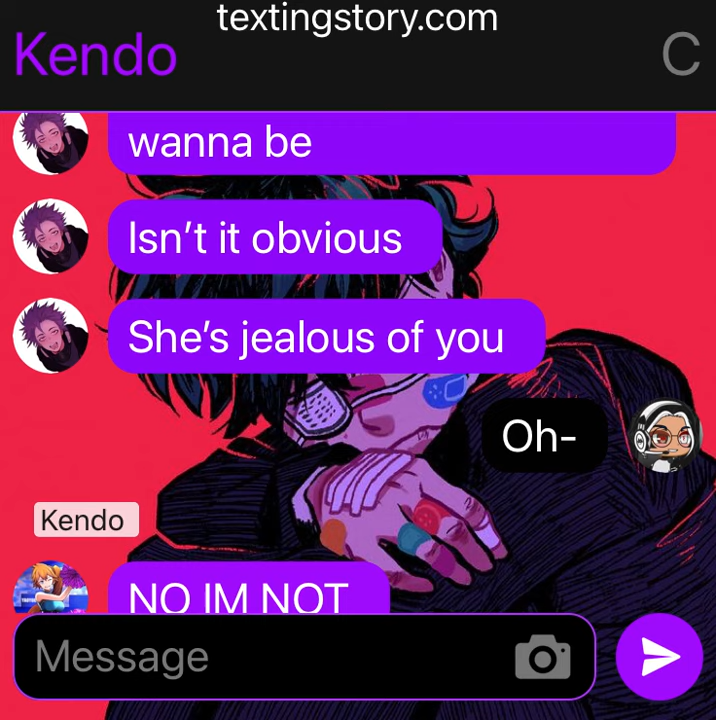 textingstory.com
Kendo
C
wanna be
Isn't it obvious
She's jealous of you
Oh-
Kendo
NO IM NOT
Message